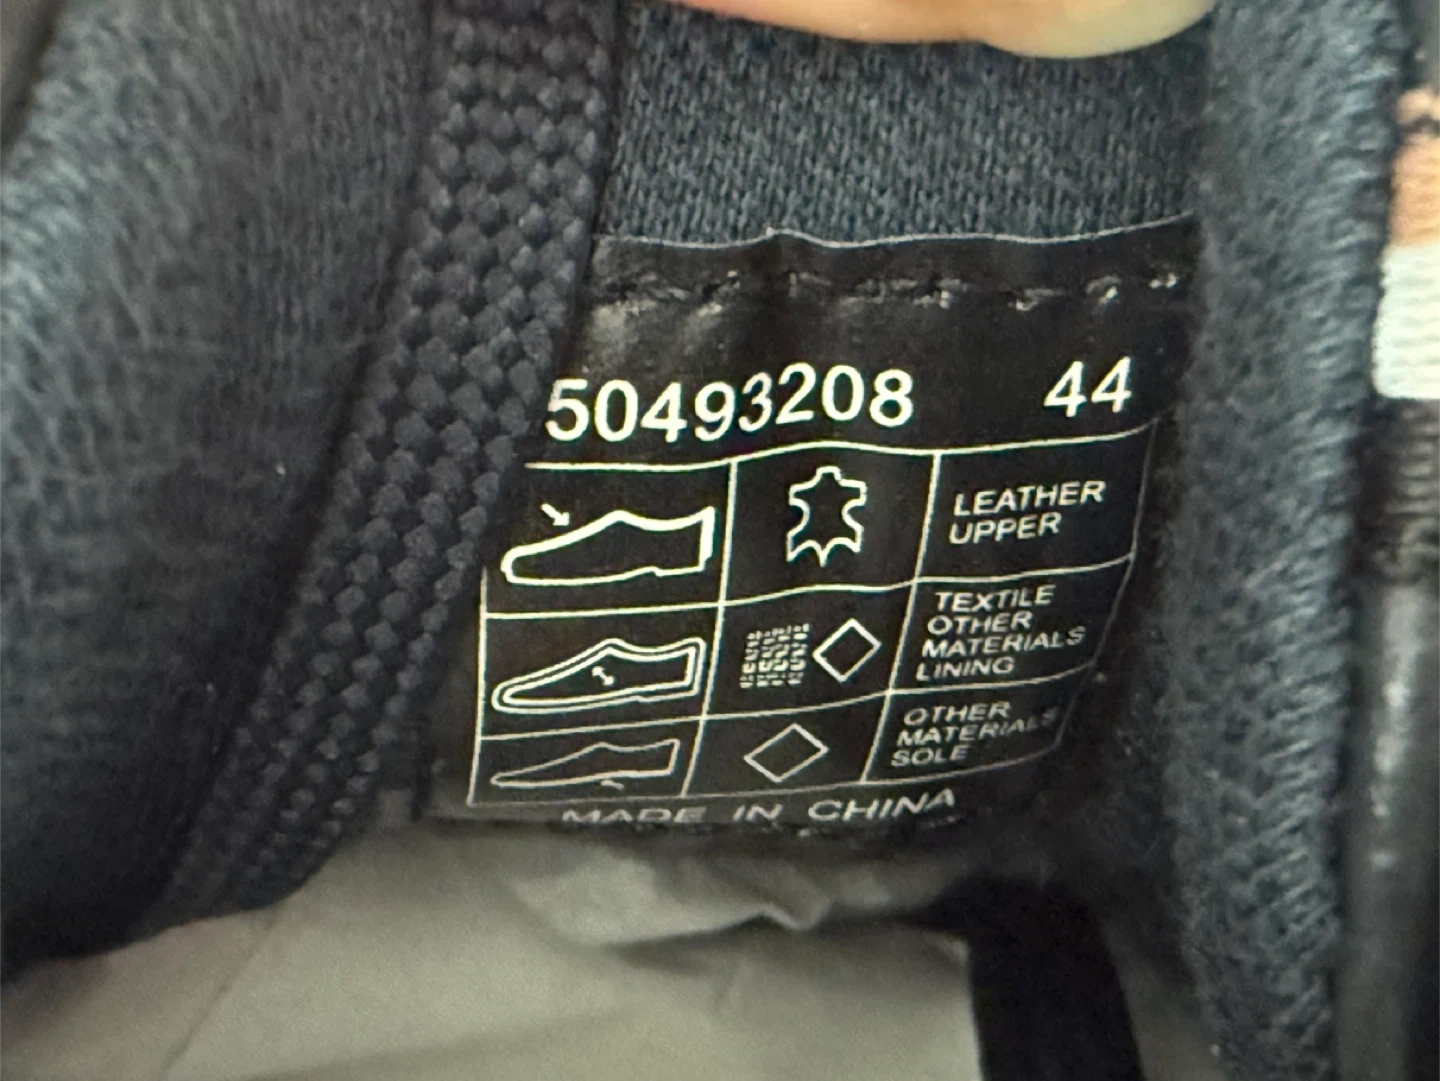 50493208 44
LEATHER
UPPER
TEXTILE
OTHER
MATERIALS
LINING
OTHER
MATERIALS
SOLE
MADE IN CHINA